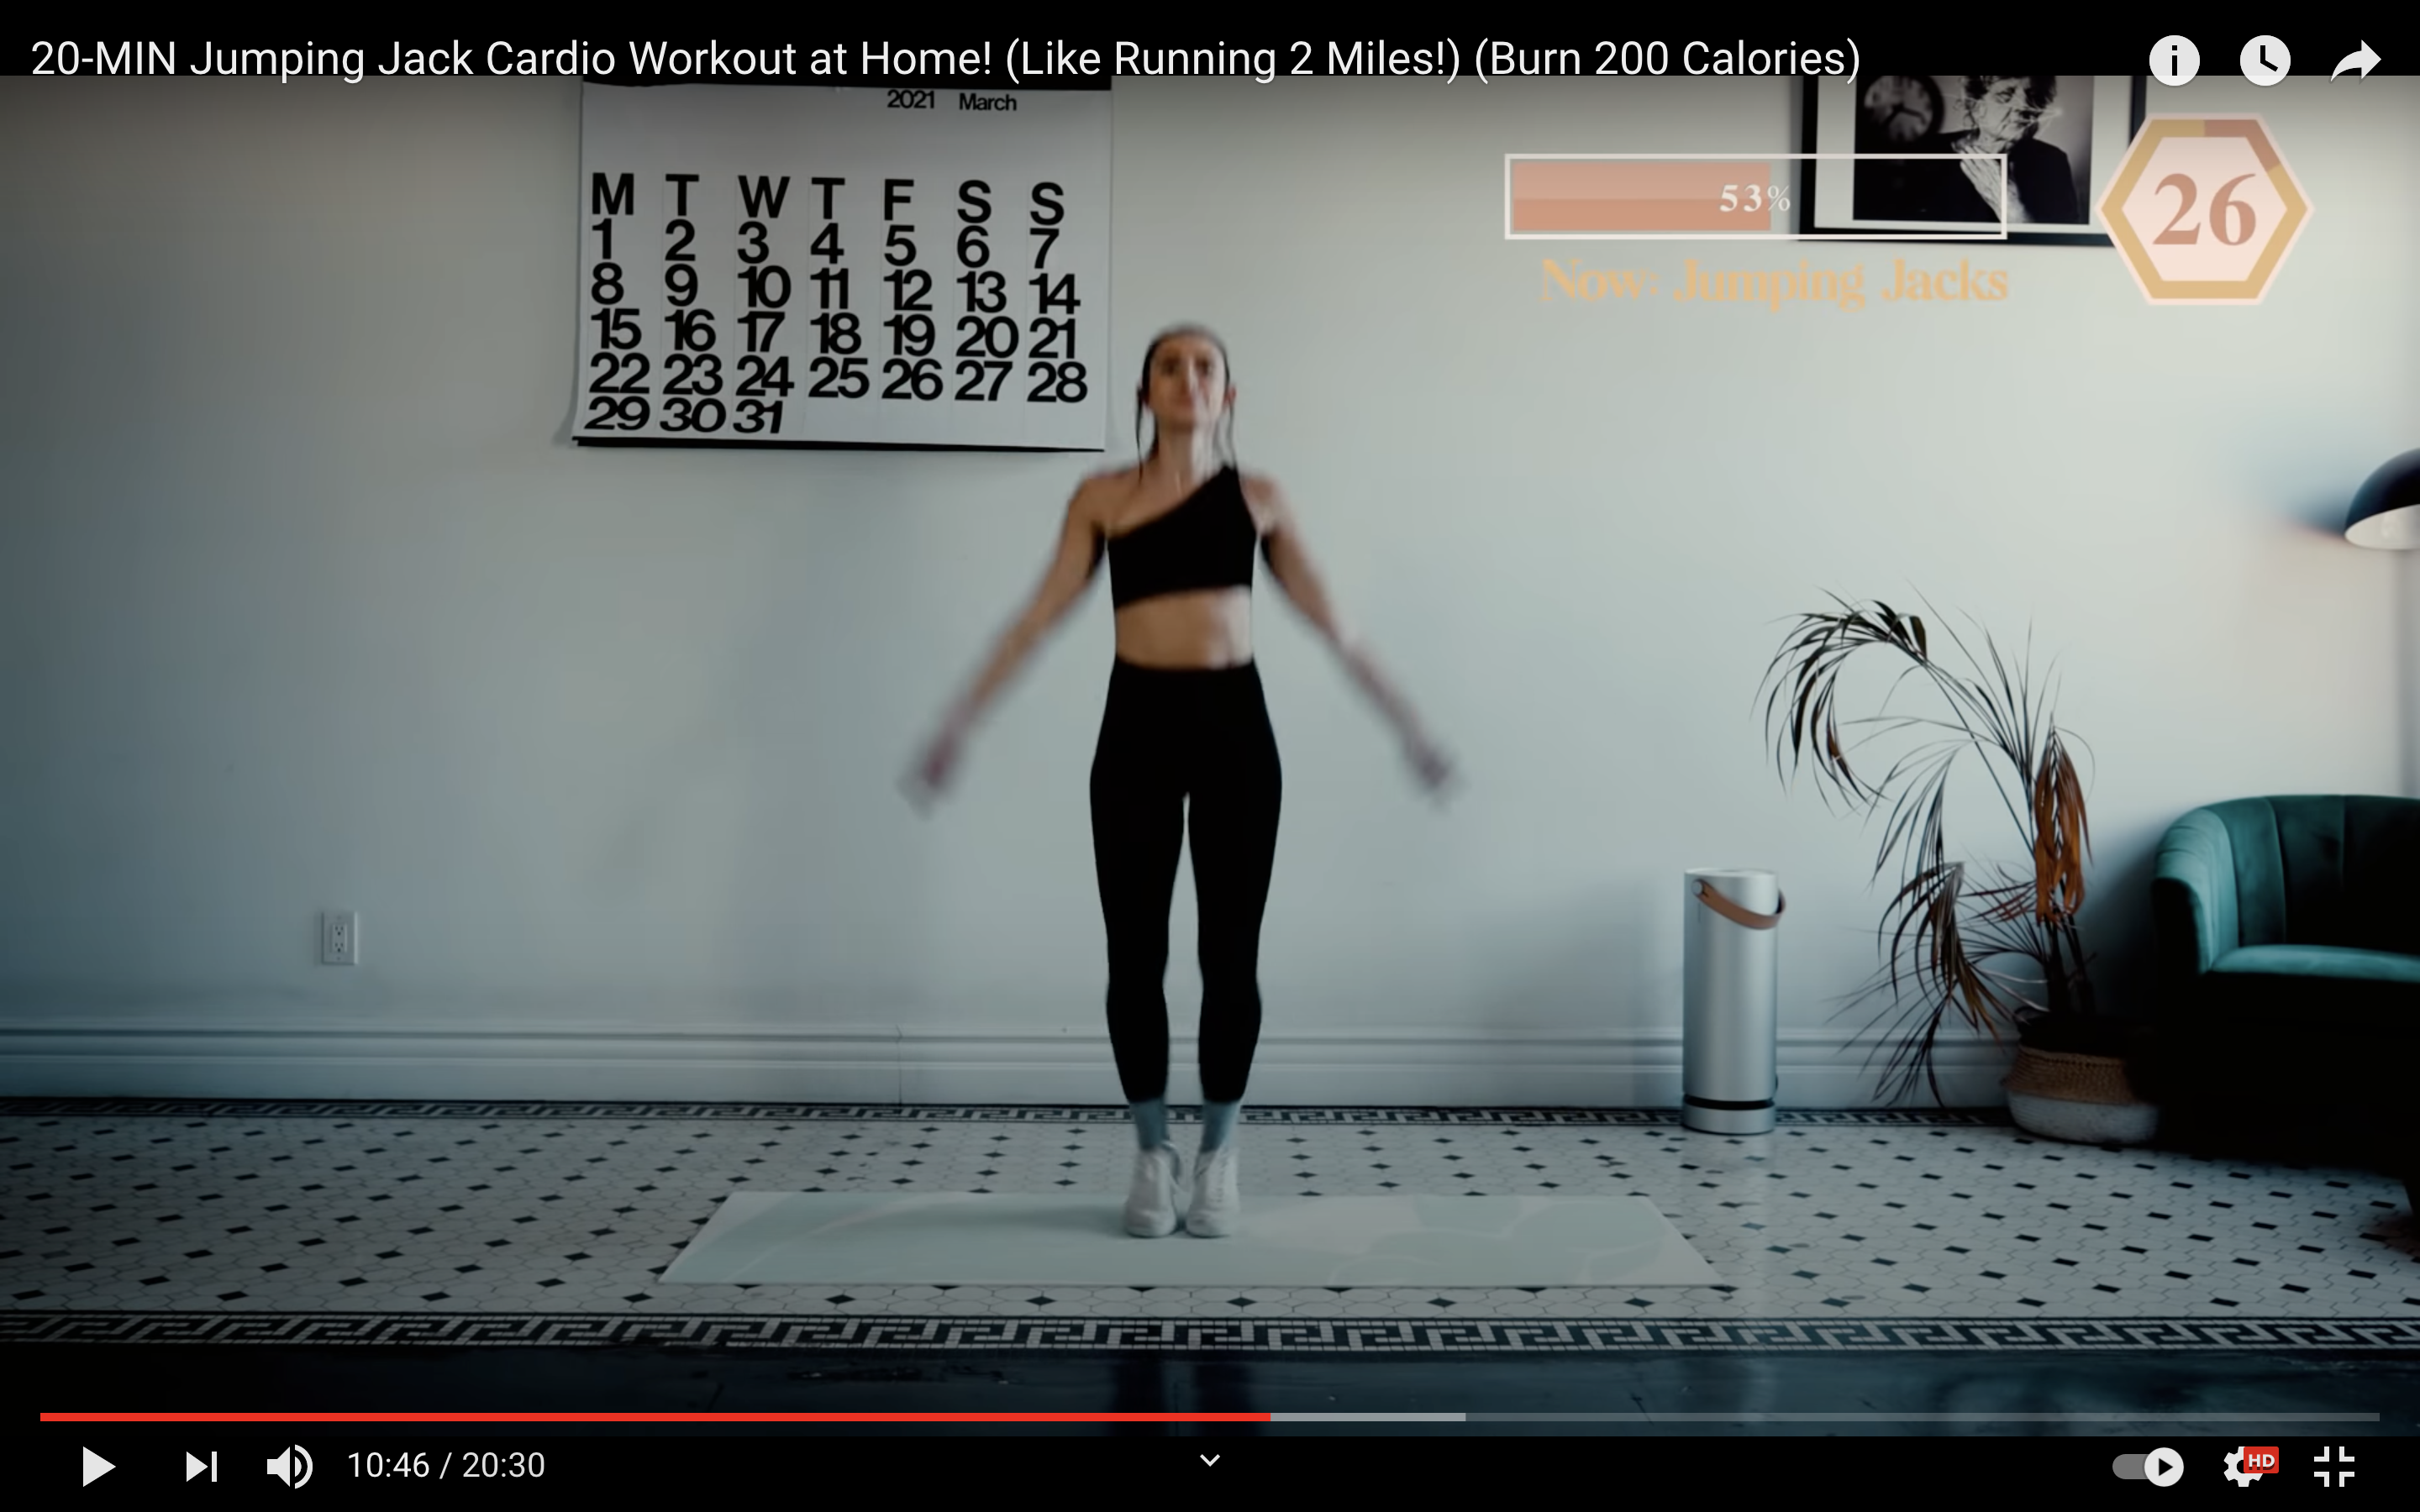 20-MIN Jumping Jack Cardio Workout at Home! (Like Running 2 Miles!) (Burn 200 Calories)
2021 March
M T W T F S S
1 2 3 4 5 6 7
8 9 10 11 12 13 14
15 16 17 18 19 20 21
22 23 24 25 26 27 28
29 30 31
53%
26
Now: Jumping Jacks
10:46 / 20:30
HD